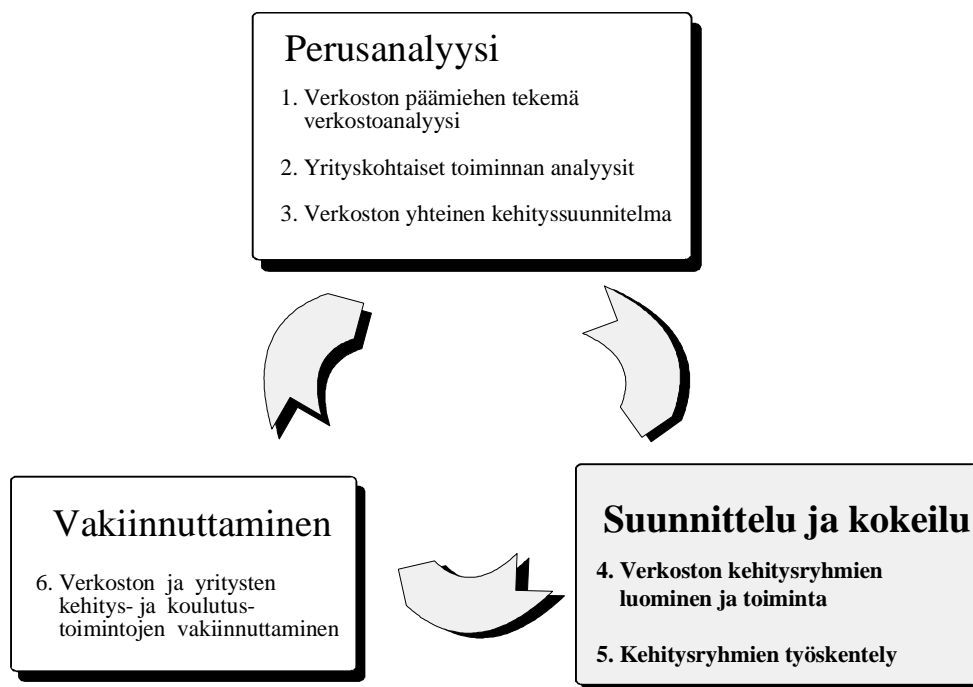 Perusanalyysi
1. Verkoston päämiehen tekemä
verkostoanalyysi
2. Yrityskohtaiset toiminnan analyysit
3. Verkoston yhteinen kehityssuunnitelma
Vakiinnuttaminen
6. Verkoston ja yritysten
kehitys- ja koulutus-
toimintojen vakiinnuttaminen
Suunnittelu ja kokeilu
4. Verkoston kehitysryhmien
luominen ja toiminta
5. Kehitysryhmien työskentely